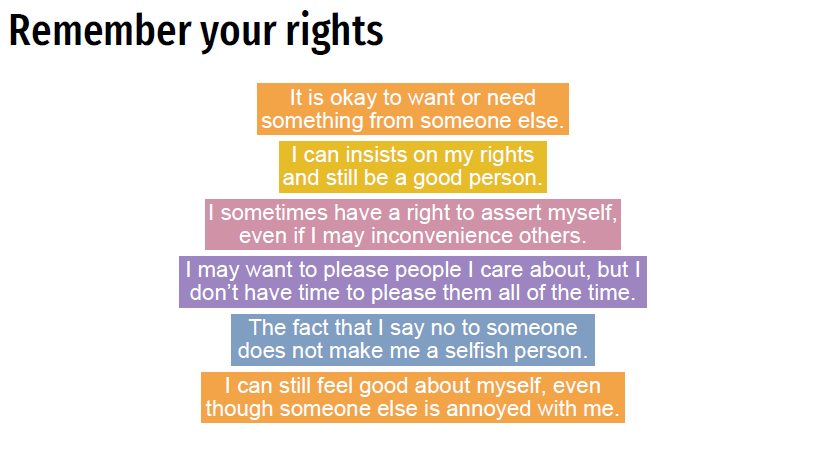 Remember your rights
It is okay to want or need
something from someone else.
I can insists on my rights
and still be a good person.
I sometimes have a right to assert myself,
even if I may inconvenience others.
I may want to please people I care about, but I
don’t have time to please them all of the time.
The fact that I say no to someone
does not make me a selfish person.
I can still feel good about myself, even
though someone else is annoyed with me.